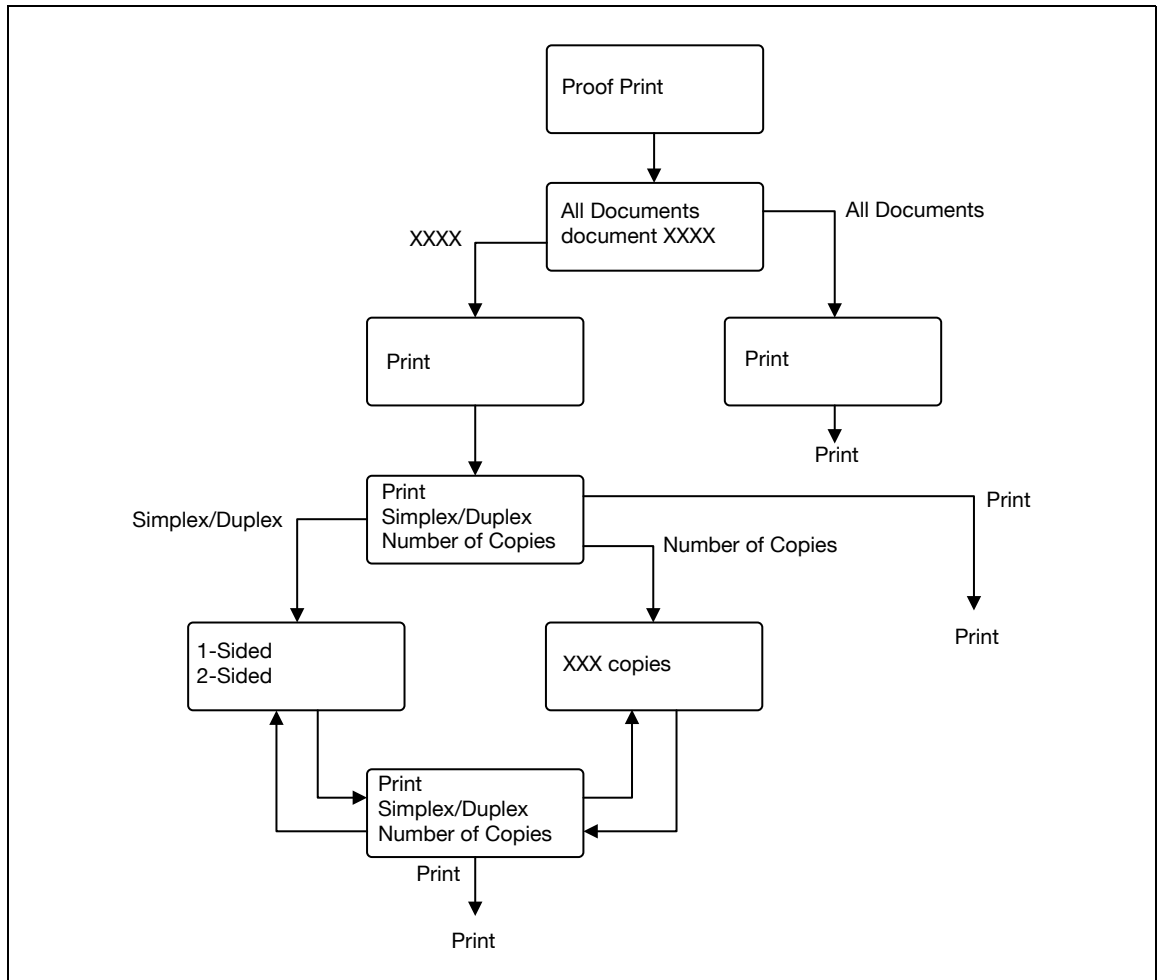 Proof Print
All Documents
document XXXX
All Documents
XXXX
Print
Print
Print
Print
Simplex/Duplex
Number of Copies
Print
Simplex/Duplex
Number of Copies
1-Sided
2-Sided
XXX copies
Print
Print
Simplex/Duplex
Number of Copies
Print
Print